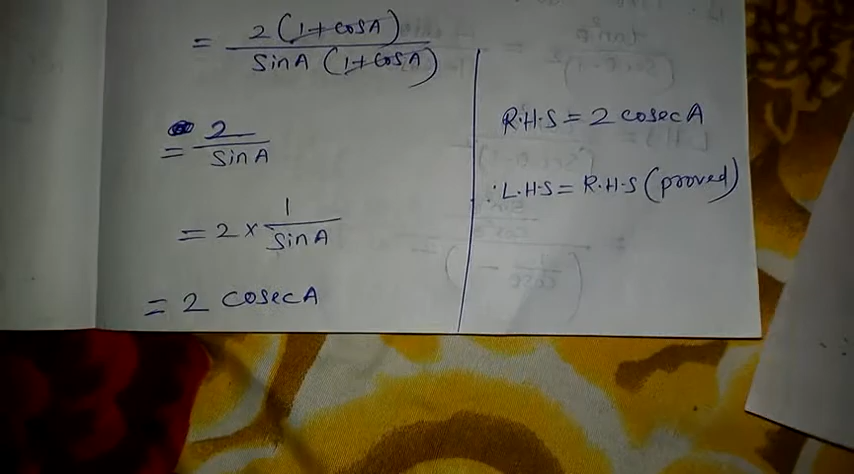 = 2 (1+cosA) / SinA (1+cosA)
= 2 / SinA
= 2 × 1 / SinA
= 2 cosecA
R.H.S = 2 cosecA
∴ L.H.S = R.H.S (proved)